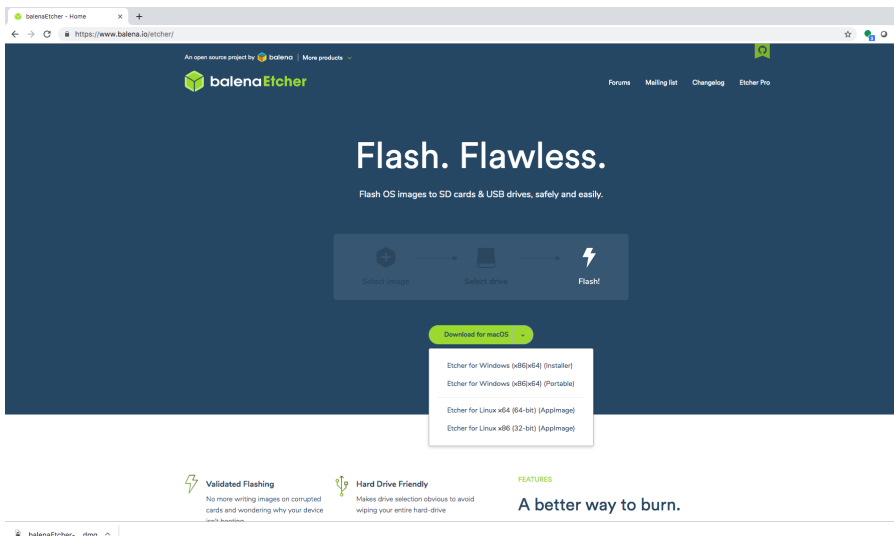 balenaEtcher - Home
https://www.balena.io/etcher/
An open source project by balena | More products
balenaEtcher
Forums Mailing list Changelog Etcher Pro
Flash. Flawless.
Flash OS images to SD cards & USB drives, safely and easily.
Select image Select drive Flash!
Download for macOS
Etcher for Windows (x86|x64) (Installer)
Etcher for Windows (x86|x64) (Portable)
Etcher for Linux x64 (64-bit) (AppImage)
Etcher for Linux x86 (32-bit) (AppImage)
Validated Flashing
No more writing images on corrupted
cards and wondering why your device
isn't booting
Hard Drive Friendly
Makes drive selection obvious to avoid
wiping your entire hard-drive
FEATURES
A better way to burn.
balenaEtcher-....dmg